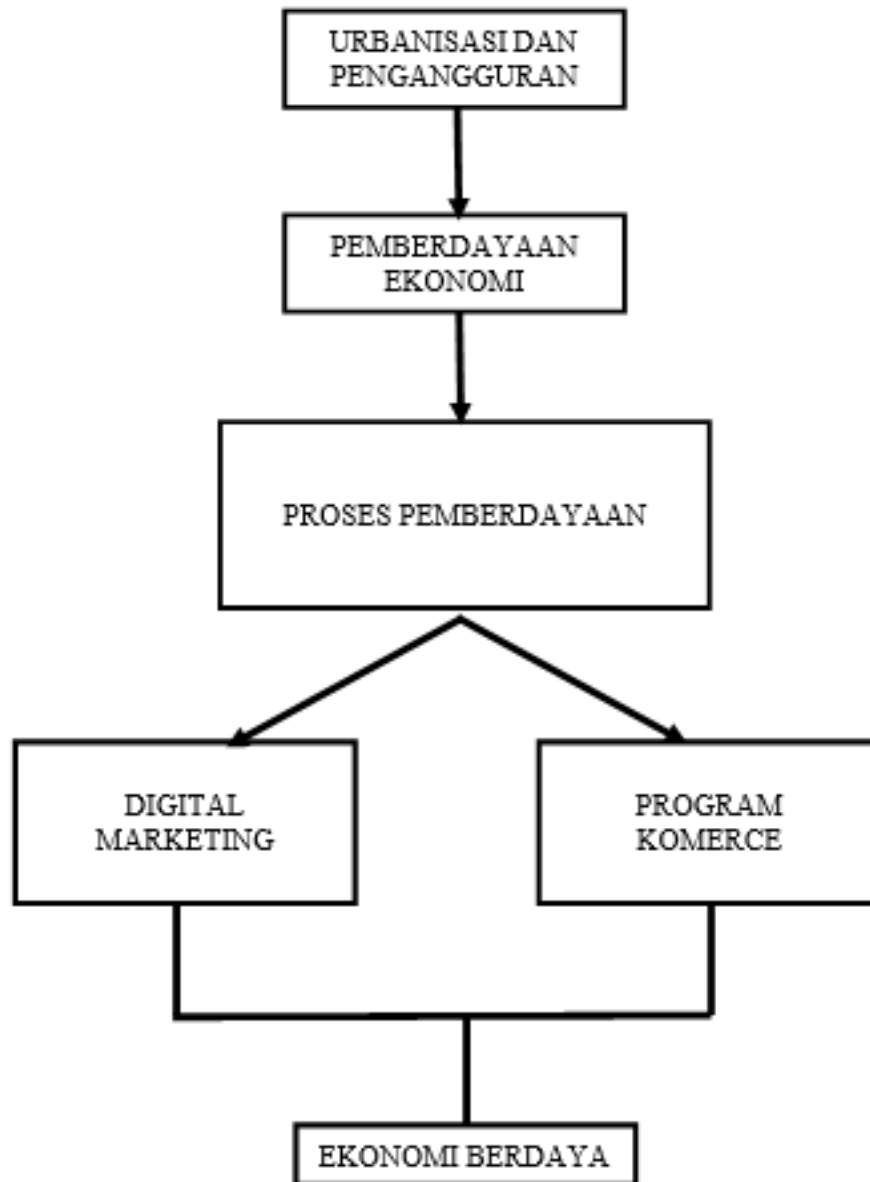 URBANISASI DAN
PENGANGGURAN
PEMBERDAYAAN
EKONOMI
PROSES PEMBERDAYAAN
DIGITAL
MARKETING
PROGRAM
KOMERCE
EKONOMI BERDAYA